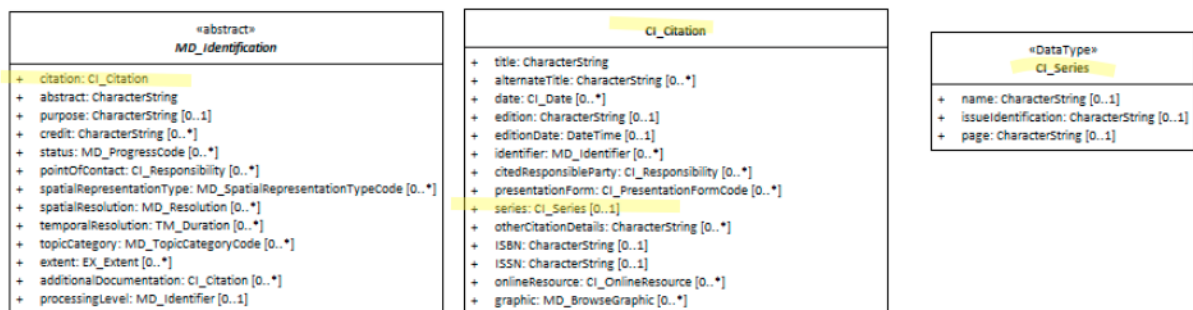 «abstract»
MD_Identification
+ citation: CI_Citation
+ abstract: CharacterString
+ purpose: CharacterString [0..1]
+ credit: CharacterString [0..*]
+ status: MD_ProgressCode [0..*]
+ pointOfContact: CI_Responsibility [0..*]
+ spatialRepresentationType: MD_SpatialRepresentationTypeCode [0..*]
+ spatialResolution: MD_Resolution [0..*]
+ temporalResolution: TM_Duration [0..*]
+ topicCategory: MD_TopicCategoryCode [0..*]
+ extent: EX_Extent [0..*]
+ additionalDocumentation: CI_Citation [0..*]
+ processingLevel: MD_Identifier [0..1]
CI_Citation
+ title: CharacterString
+ alternateTitle: CharacterString [0..*]
+ date: CI_Date [0..*]
+ edition: CharacterString [0..1]
+ editionDate: DateTime [0..1]
+ identifier: MD_Identifier [0..*]
+ citedResponsibleParty: CI_Responsibility [0..*]
+ presentationForm: CI_PresentationFormCode [0..*]
+ series: CI_Series [0..1]
+ otherCitationDetails: CharacterString [0..*]
+ ISBN: CharacterString [0..1]
+ ISSN: CharacterString [0..1]
+ onlineResource: CI_OnlineResource [0..*]
+ graphic: MD_BrowseGraphic [0..*]
«DataType»
CI_Series
+ name: CharacterString [0..1]
+ issueIdentification: CharacterString [0..1]
+ page: CharacterString [0..1]